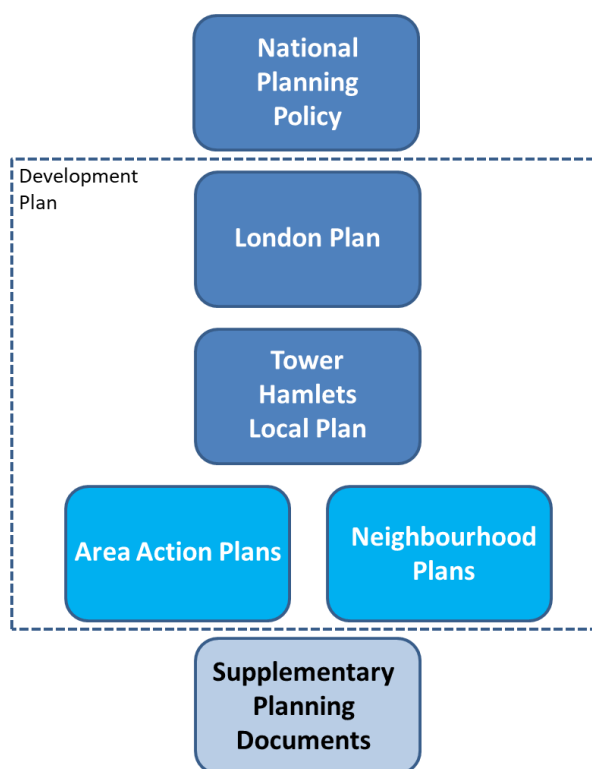 National
Planning
Policy
Development
Plan
London Plan
Tower
Hamlets
Local Plan
Area Action Plans
Neighbourhood
Plans
Supplementary
Planning
Documents